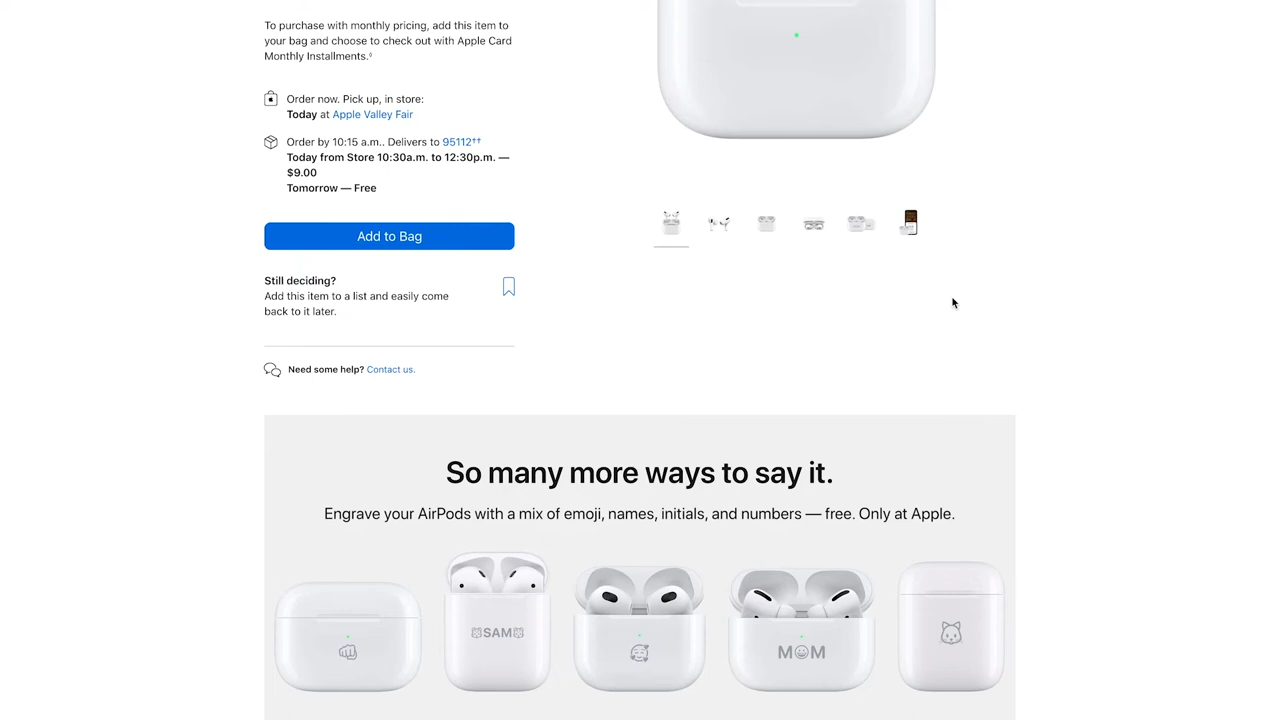 To purchase with monthly pricing, add this item to
your bag and choose to check out with Apple Card
Monthly Installments.◊
Order now. Pick up, in store:
Today at Apple Valley Fair
Order by 10:15 a.m.. Delivers to 95112††
Today from Store 10:30a.m. to 12:30p.m. —
$9.00
Tomorrow — Free
Add to Bag
Still deciding?
Add this item to a list and easily come
back to it later.
Need some help? Contact us.
So many more ways to say it.
Engrave your AirPods with a mix of emoji, names, initials, and numbers — free. Only at Apple.
SAM
M😀M